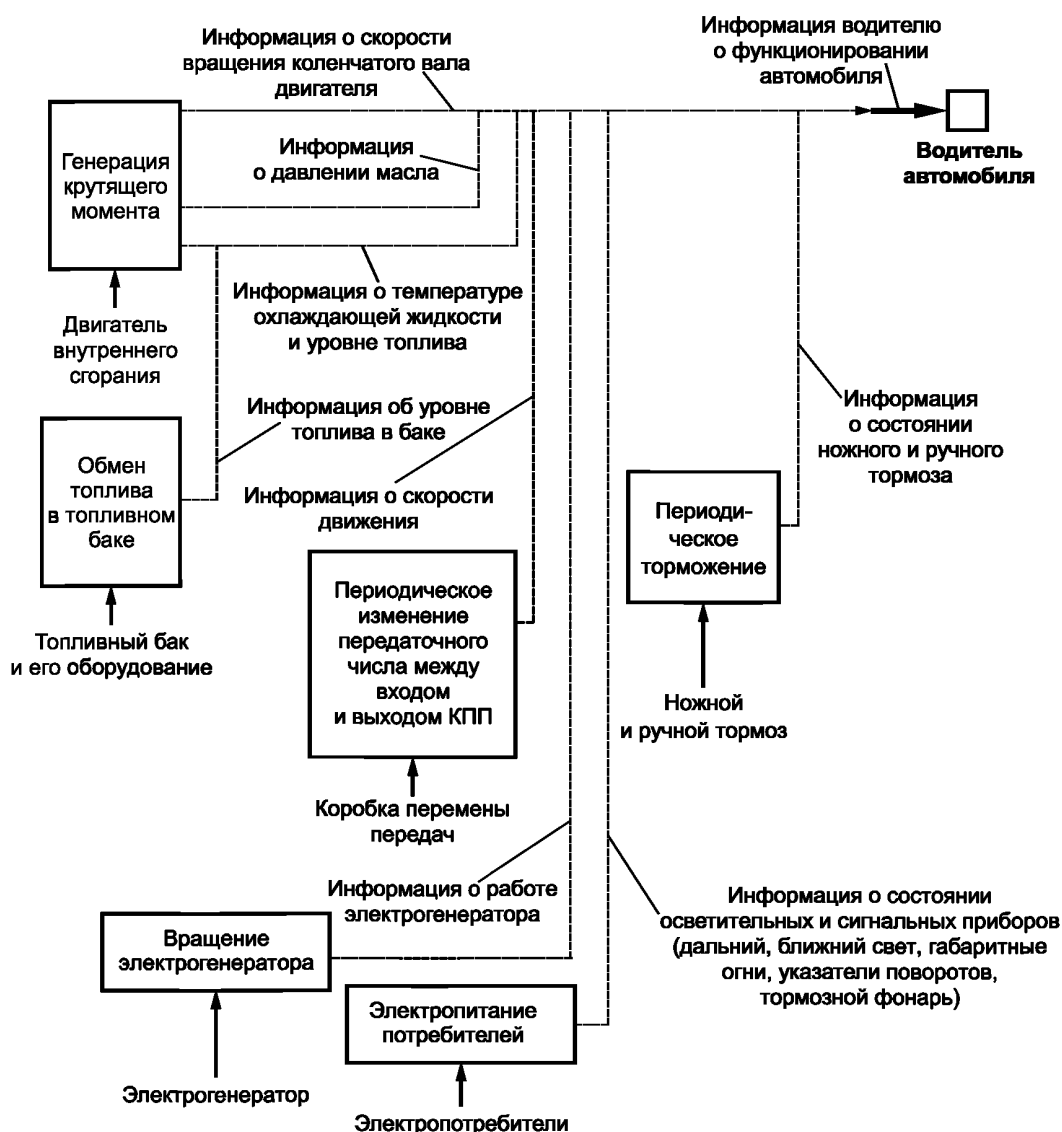 Информация о скорости
вращения коленчатого вала
двигателя
Информация водителю
о функционировании
автомобиля
Водитель
автомобиля
Генерация
крутящего
момента
Информация
о давлении масла
Информация о температуре
охлаждающей жидкости
и уровне топлива
Двигатель
внутреннего
сгорания
Информация об уровне
топлива в баке
Информация
о состоянии
ножного и ручного
тормоза
Обмен
топлива
в топливном
баке
Информация о скорости
движения
Периоди-
ческое
торможение
Топливный бак
и его оборудование
Периодическое
изменение
передаточного
числа между
входом
и выходом КПП
Ножной
и ручной тормоз
Коробка перемены
передач
Информация о работе
электрогенератора
Информация о состоянии
осветительных и сигнальных приборов
(дальний, ближний свет, габаритные
огни, указатели поворотов,
тормозной фонарь)
Вращение
электрогенератора
Электропитание
потребителей
Электрогенератор
Электропотребители